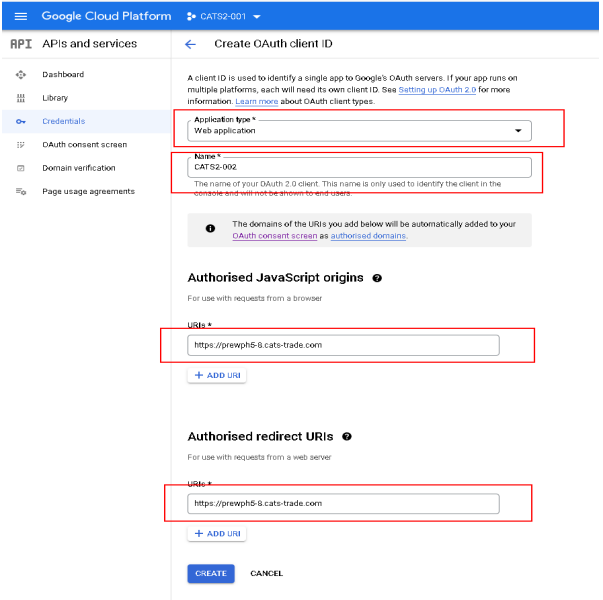 Google Cloud Platform
CATS2-001
API APIs and services
Create OAuth client ID
Dashboard
Library
Credentials
OAuth consent screen
Domain verification
Page usage agreements
A client ID is used to identify a single app to Google's OAuth servers. If your app runs on
multiple platforms, each will need its own client ID. See Setting up OAuth 2.0 for more
information. Learn more about OAuth client types.
Application type *
Web application
Name *
CATS2-002
The name of your OAuth 2.0 client. This name is only used to identify the client in the
console and will not be shown to end users.
The domains of the URIs you add below will be automatically added to your
OAuth consent screen as authorised domains.
Authorised JavaScript origins
For use with requests from a browser
URIs *
https://prewph5-8.cats-trade.com
+ ADD URI
Authorised redirect URIs
For use with requests from a web server
URIs *
https://prewph5-8.cats-trade.com
+ ADD URI
CREATE
CANCEL